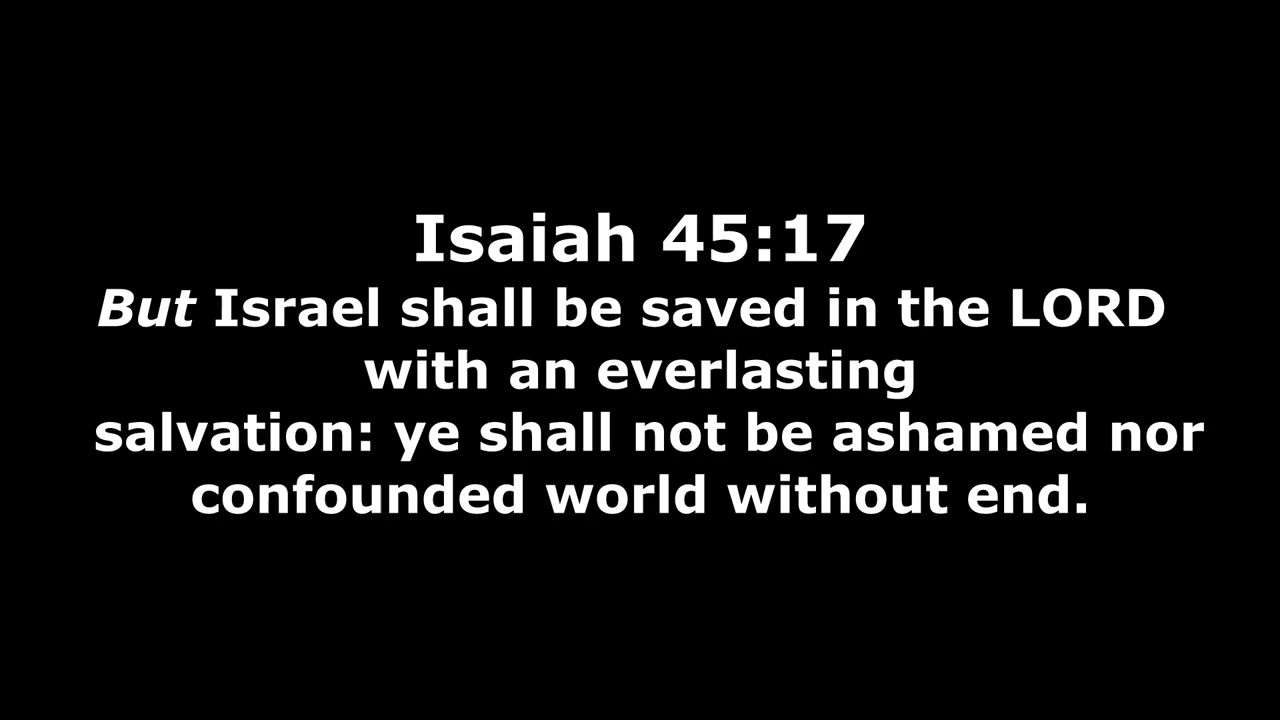 Isaiah 45:17
But Israel shall be saved in the LORD
with an everlasting
salvation: ye shall not be ashamed nor
confounded world without end.